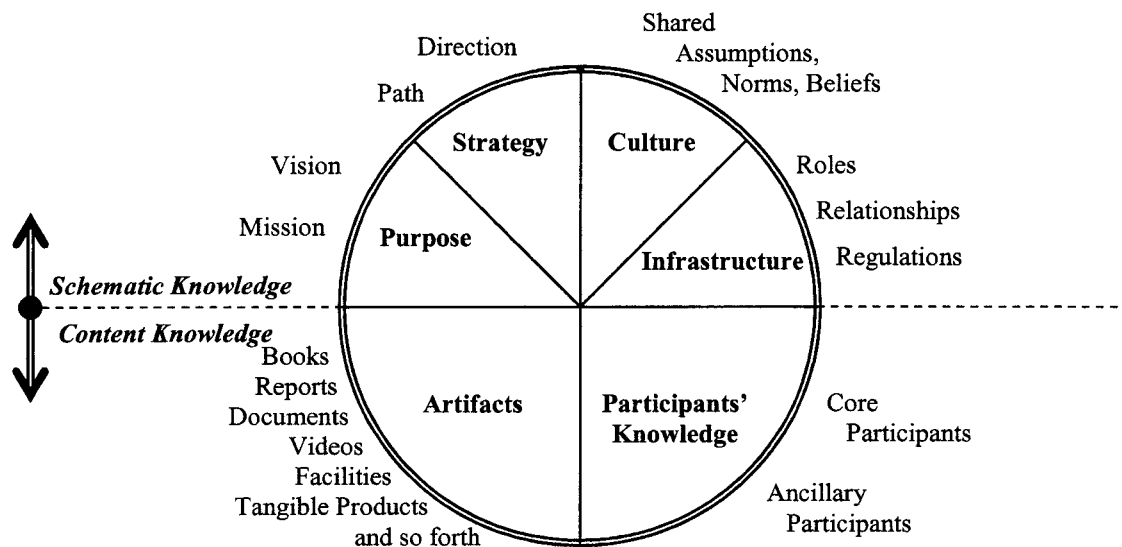 Direction
Shared
Assumptions,
Norms, Beliefs
Path
Strategy
Culture
Vision
Roles
Mission
Relationships
Purpose
Infrastructure
Regulations
Schematic Knowledge
Content Knowledge
Books
Reports
Documents
Videos
Facilities
Tangible Products
and so forth
Artifacts
Participants’
Knowledge
Core
Participants
Ancillary
Participants